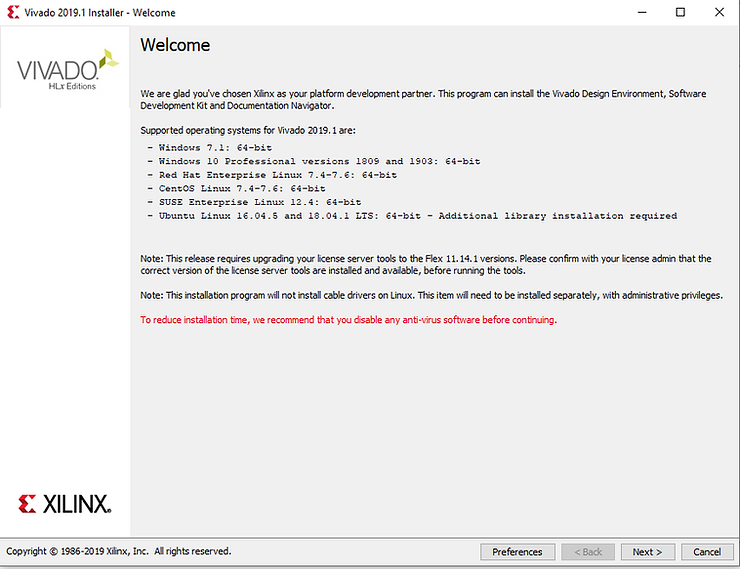 Vivado 2019.1 Installer - Welcome
VIVADO.
HLx Editions
Welcome
We are glad you've chosen Xilinx as your platform development partner. This program can install the Vivado Design Environment, Software
Development Kit and Documentation Navigator.
Supported operating systems for Vivado 2019.1 are:
- Windows 7.1: 64-bit
- Windows 10 Professional versions 1809 and 1903: 64-bit
- Red Hat Enterprise Linux 7.4-7.6: 64-bit
- CentOS Linux 7.4-7.6: 64-bit
- SUSE Enterprise Linux 12.4: 64-bit
- Ubuntu Linux 16.04.5 and 18.04.1 LTS: 64-bit - Additional library installation required
Note: This release requires upgrading your license server tools to the Flex 11.14.1 versions. Please confirm with your license admin that the
correct version of the license server tools are installed and available, before running the tools.
Note: This installation program will not install cable drivers on Linux. This item will need to be installed separately, with administrative privileges.
To reduce installation time, we recommend that you disable any anti-virus software before continuing.
XILINX.
Copyright © 1986-2019 Xilinx, Inc. All rights reserved.
Preferences
< Back
Next >
Cancel